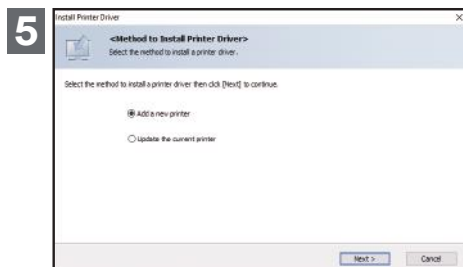 5
Install Printer Driver
<Method to Install Printer Driver>
Select the method to install a printer driver.
Select the method to install a printer driver then click [Next] to continue.
Add a new printer
Update the current printer
Next >
Cancel